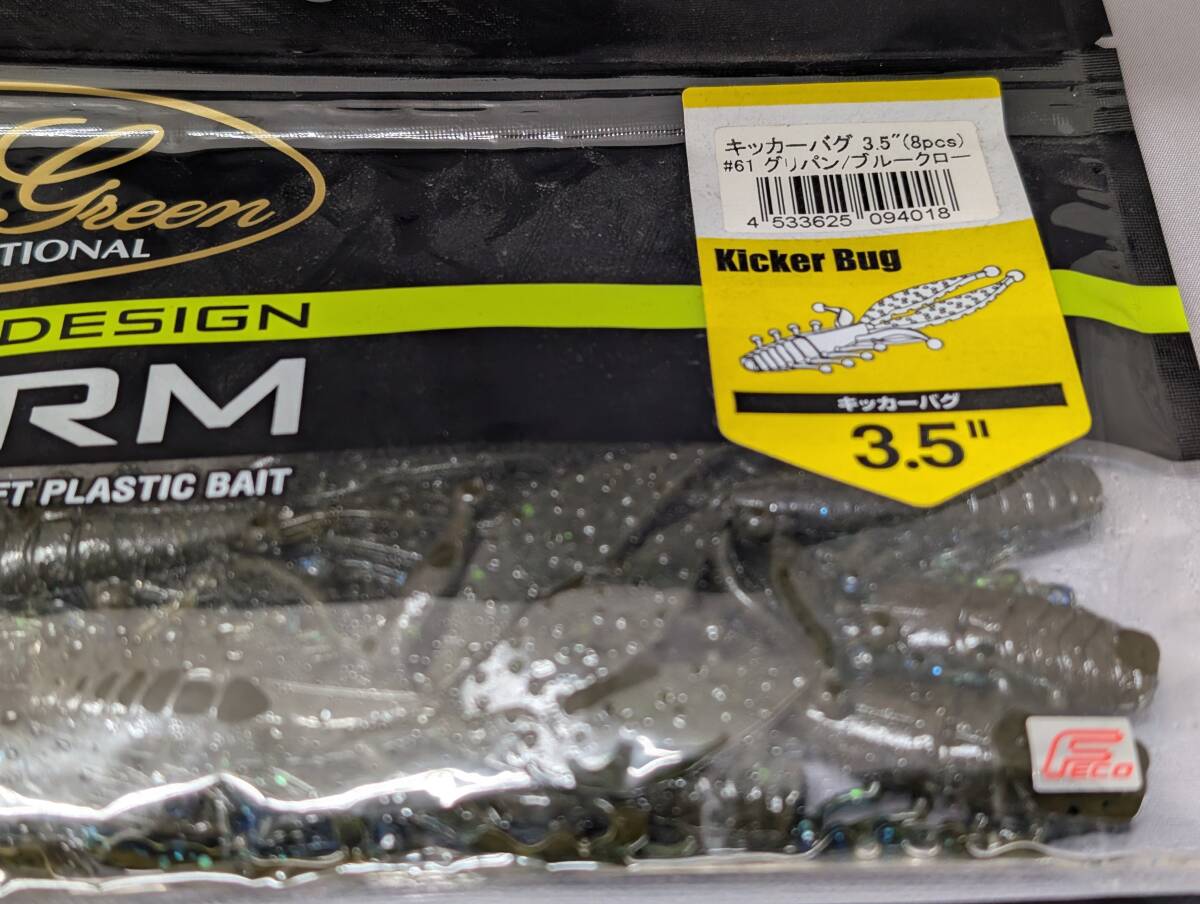 Green
TIONAL
DESIGN
RM
FT PLASTIC BAIT
キッカーバグ 3.5"(8pcs)
#61 グリパン/ブルークロー
4 533625 094018
Kicker Bug
キッカーバグ
3.5"
FECO